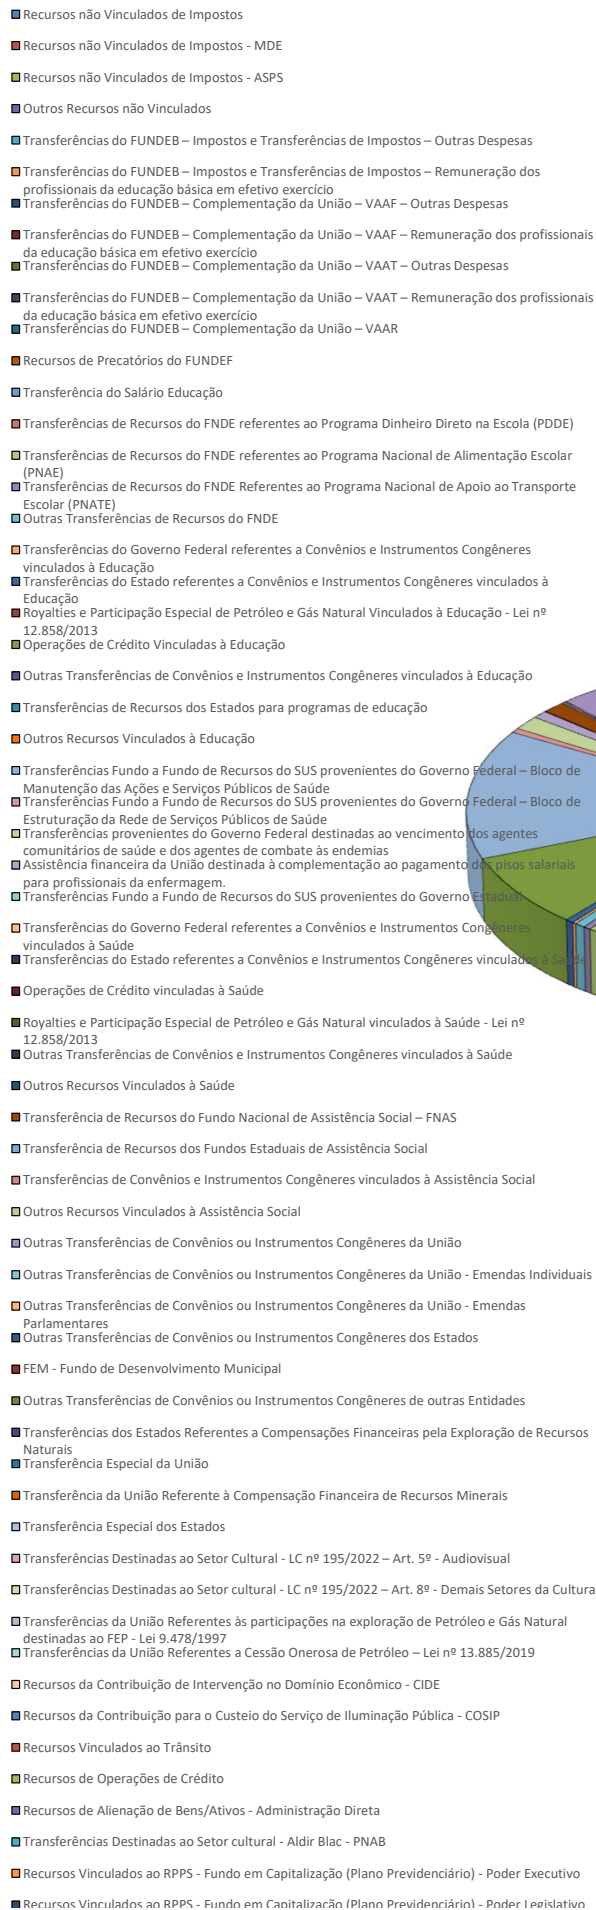 Recursos não Vinculados de Impostos
Recursos não Vinculados de Impostos - MDE
Recursos não Vinculados de Impostos - ASPS
Outros Recursos não Vinculados
Transferências do FUNDEB – Impostos e Transferências de Impostos – Outras Despesas
Transferências do FUNDEB – Impostos e Transferências de Impostos – Remuneração dos
profissionais da educação básica em efetivo exercício
Transferências do FUNDEB – Complementação da União – VAAF – Outras Despesas
Transferências do FUNDEB – Complementação da União – VAAF – Remuneração dos profissionais
da educação básica em efetivo exercício
Transferências do FUNDEB – Complementação da União – VAAT – Outras Despesas
Transferências do FUNDEB – Complementação da União – VAAT – Remuneração dos profissionais
da educação básica em efetivo exercício
Transferências do FUNDEB – Complementação da União – VAAR
Recursos de Precatórios do FUNDEF
Transferência do Salário Educação
Transferências de Recursos do FNDE referentes ao Programa Dinheiro Direto na Escola (PDDE)
Transferências de Recursos do FNDE referentes ao Programa Nacional de Alimentação Escolar
(PNAE)
Transferências de Recursos do FNDE Referentes ao Programa Nacional de Apoio ao Transporte
Escolar (PNATE)
Outras Transferências de Recursos do FNDE
Transferências do Governo Federal referentes a Convênios e Instrumentos Congêneres
vinculados à Educação
Transferências do Estado referentes a Convênios e Instrumentos Congêneres vinculados à
Educação
Royalties e Participação Especial de Petróleo e Gás Natural Vinculados à Educação - Lei nº
12.858/2013
Operações de Crédito Vinculadas à Educação
Outras Transferências de Convênios e Instrumentos Congêneres vinculados à Educação
Transferências de Recursos dos Estados para programas de educação
Outros Recursos Vinculados à Educação
Transferências Fundo a Fundo de Recursos do SUS provenientes do Governo Federal – Bloco de
Manutenção das Ações e Serviços Públicos de Saúde
Transferências Fundo a Fundo de Recursos do SUS provenientes do Governo Federal – Bloco de
Estruturação da Rede de Serviços Públicos de Saúde
Transferências provenientes do Governo Federal destinadas ao vencimento dos agentes
comunitários de saúde e dos agentes de combate às endemias
Assistência financeira da União destinada à complementação ao pagamento dos pisos salariais
para profissionais da enfermagem.
Transferências Fundo a Fundo de Recursos do SUS provenientes do Governo Estadual
Transferências do Governo Federal referentes a Convênios e Instrumentos Congêneres
vinculados à Saúde
Transferências do Estado referentes a Convênios e Instrumentos Congêneres vinculados à Saúde
Operações de Crédito vinculadas à Saúde
Royalties e Participação Especial de Petróleo e Gás Natural vinculados à Saúde - Lei nº
12.858/2013
Outras Transferências de Convênios e Instrumentos Congêneres vinculados à Saúde
Outros Recursos Vinculados à Saúde
Transferência de Recursos do Fundo Nacional de Assistência Social – FNAS
Transferência de Recursos dos Fundos Estaduais de Assistência Social
Transferências de Convênios e Instrumentos Congêneres vinculados à Assistência Social
Outros Recursos Vinculados à Assistência Social
Outras Transferências de Convênios ou Instrumentos Congêneres da União
Outras Transferências de Convênios ou Instrumentos Congêneres da União - Emendas Individuais
Outras Transferências de Convênios ou Instrumentos Congêneres da União - Emendas
Parlamentares
Outras Transferências de Convênios ou Instrumentos Congêneres dos Estados
FEM - Fundo de Desenvolvimento Municipal
Outras Transferências de Convênios ou Instrumentos Congêneres de outras Entidades
Transferências dos Estados Referentes a Compensações Financeiras pela Exploração de Recursos
Naturais
Transferência Especial da União
Transferência da União Referente à Compensação Financeira de Recursos Minerais
Transferência Especial dos Estados
Transferências Destinadas ao Setor Cultural - LC nº 195/2022 – Art. 5º - Audiovisual
Transferências Destinadas ao Setor cultural - LC nº 195/2022 – Art. 8º - Demais Setores da Cultura
Transferências da União Referentes às participações na exploração de Petróleo e Gás Natural
destinadas ao FEP - Lei 9.478/1997
Transferências da União Referentes a Cessão Onerosa de Petróleo – Lei nº 13.885/2019
Recursos da Contribuição de Intervenção no Domínio Econômico - CIDE
Recursos da Contribuição para o Custeio do Serviço de Iluminação Pública - COSIP
Recursos Vinculados ao Trânsito
Recursos de Operações de Crédito
Recursos de Alienação de Bens/Ativos - Administração Direta
Transferências Destinadas ao Setor cultural - Aldir Blac - PNAB
Recursos Vinculados ao RPPS - Fundo em Capitalização (Plano Previdenciário) - Poder Executivo
Recursos Vinculados ao RPPS - Fundo em Capitalização (Plano Previdenciário) - Poder Legislativo